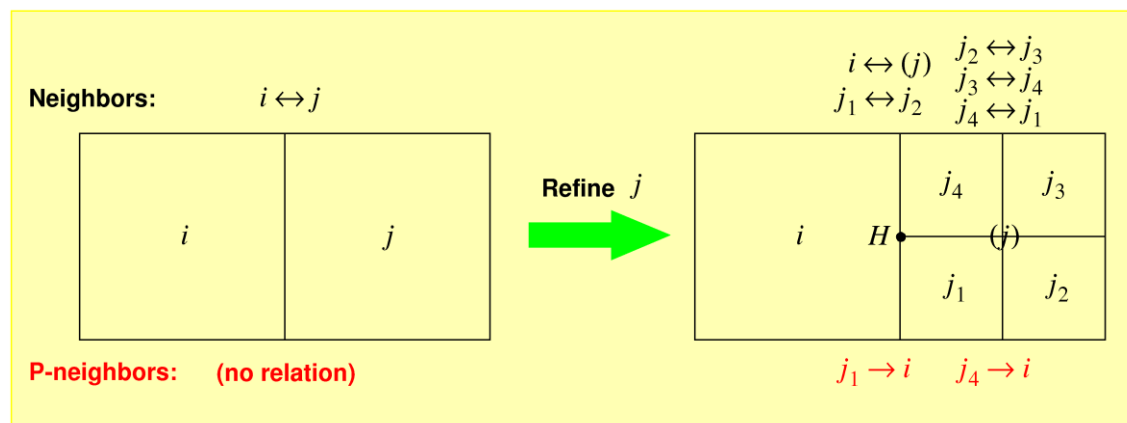 j₂ ↔ j₃
i ↔ (j)
j₃ ↔ j₄
Neighbors: i ↔ j
j₁ ↔ j₂
j₄ ↔ j₁
Refine j
j₄ j₃
i j
i H (j)
j₁ j₂
P-neighbors: (no relation)
j₁ → i j₄ → i